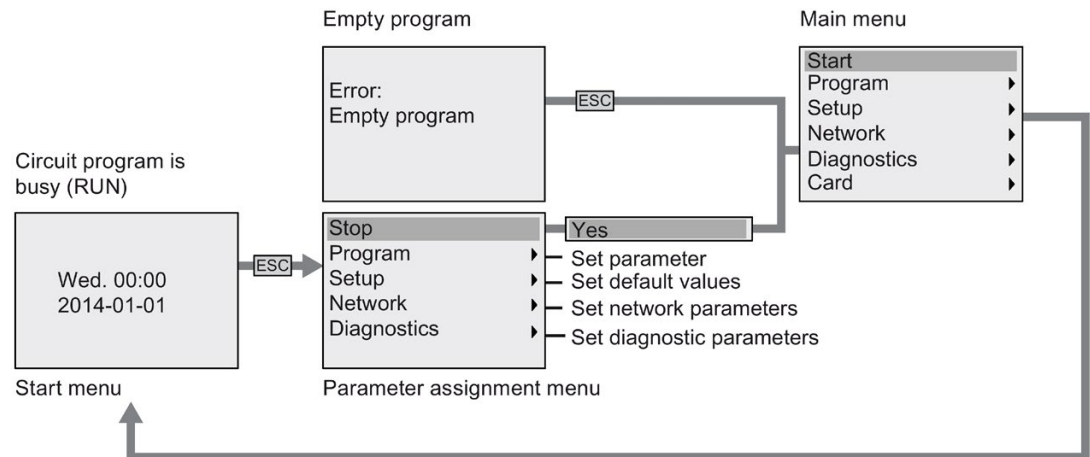 Empty program
Main menu
Error:
Empty program
ESC
Start
Program
Setup
Network
Diagnostics
Card
Circuit program is
busy (RUN)
Wed. 00:00
2014-01-01
ESC
Stop
Program
Setup
Network
Diagnostics
Yes
Set parameter
Set default values
Set network parameters
Set diagnostic parameters
Start menu
Parameter assignment menu